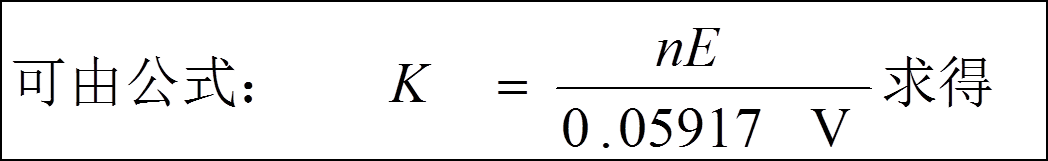 可由公式： K = nE / 0.05917 V 求得